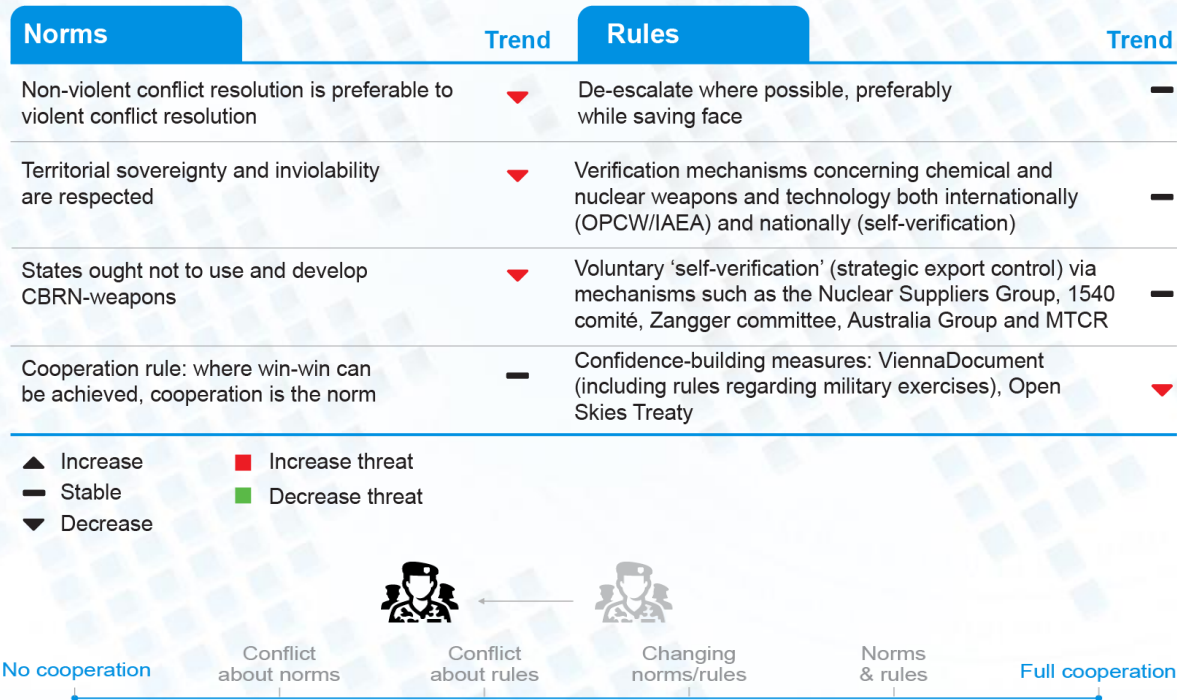 Norms
Trend
Rules
Trend
Non-violent conflict resolution is preferable to
violent conflict resolution
De-escalate where possible, preferably
while saving face
Territorial sovereignty and inviolability
are respected
Verification mechanisms concerning chemical and
nuclear weapons and technology both internationally
(OPCW/IAEA) and nationally (self-verification)
States ought not to use and develop
CBRN-weapons
Voluntary ‘self-verification’ (strategic export control) via
mechanisms such as the Nuclear Suppliers Group, 1540
comité, Zangger committee, Australia Group and MTCR
Cooperation rule: where win-win can
be achieved, cooperation is the norm
Confidence-building measures: ViennaDocument
(including rules regarding military exercises), Open
Skies Treaty
Increase
Stable
Decrease
Increase threat
Decrease threat
No cooperation
Conflict
about norms
Conflict
about rules
Changing
norms/rules
Norms
& rules
Full cooperation